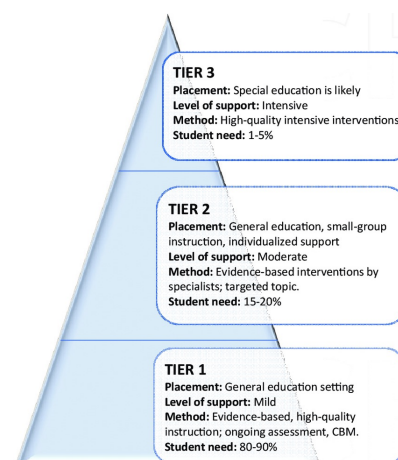 TIER 3
Placement: Special education is likely
Level of support: Intensive
Method: High-quality intensive interventions
Student need: 1-5%
TIER 2
Placement: General education, small-group
instruction, individualized support
Level of support: Moderate
Method: Evidence-based interventions by
specialists; targeted topic.
Student need: 15-20%
TIER 1
Placement: General education setting
Level of support: Mild
Method: Evidence-based, high-quality
instruction; ongoing assessment, CBM.
Student need: 80-90%